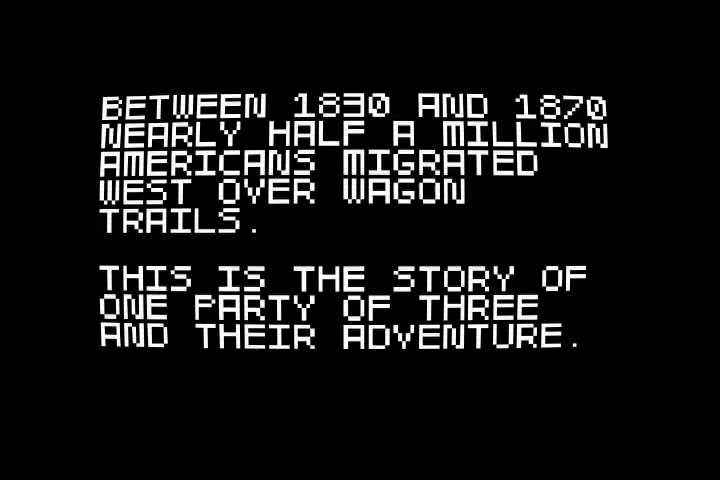 BETWEEN 1830 AND 1870
NEARLY HALF A MILLION
AMERICANS MIGRATED
WEST OVER WAGON
TRAILS.
THIS IS THE STORY OF
ONE PARTY OF THREE
AND THEIR ADVENTURE.